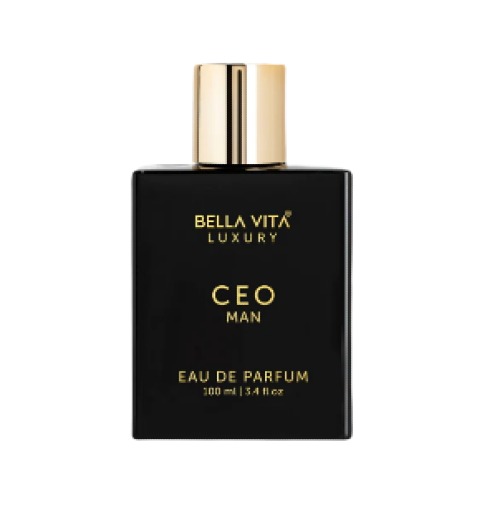 BELLA VITA®
LUXURY
CEO
MAN
EAU DE PARFUM
100 ml | 3.4 fl oz